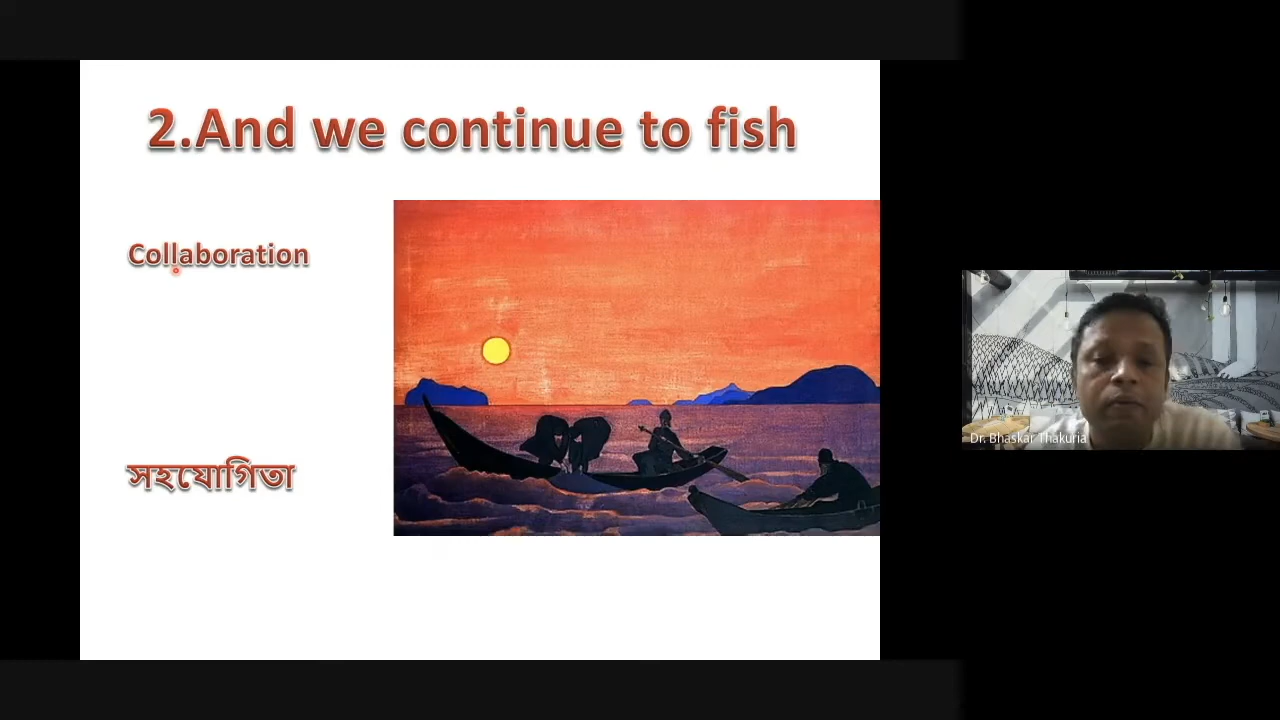 2.And we continue to fish
Collaboration
সহযোগিতা
Dr. Bhaskar Thakuria